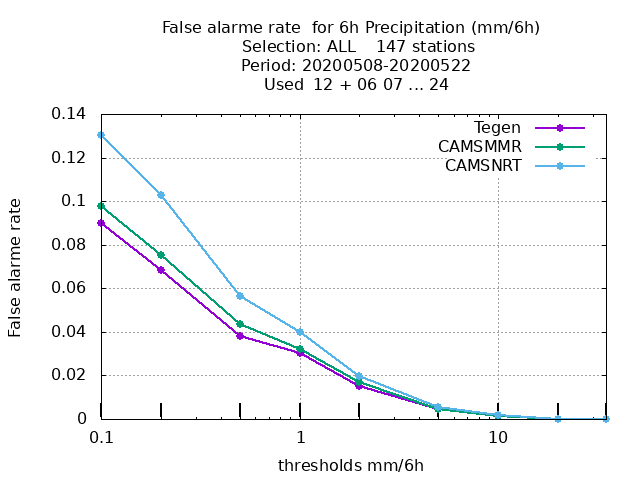 False alarme rate  for 6h Precipitation (mm/6h)
Selection: ALL    147 stations
Period: 20200508-20200522
Used  12 + 06 07 ... 24
0.14
0.12
0.1
0.08
0.06
0.04
0.02
0
False alarme rate
Tegen
CAMSMMR
CAMSNRT
0.1
1
10
thresholds mm/6h